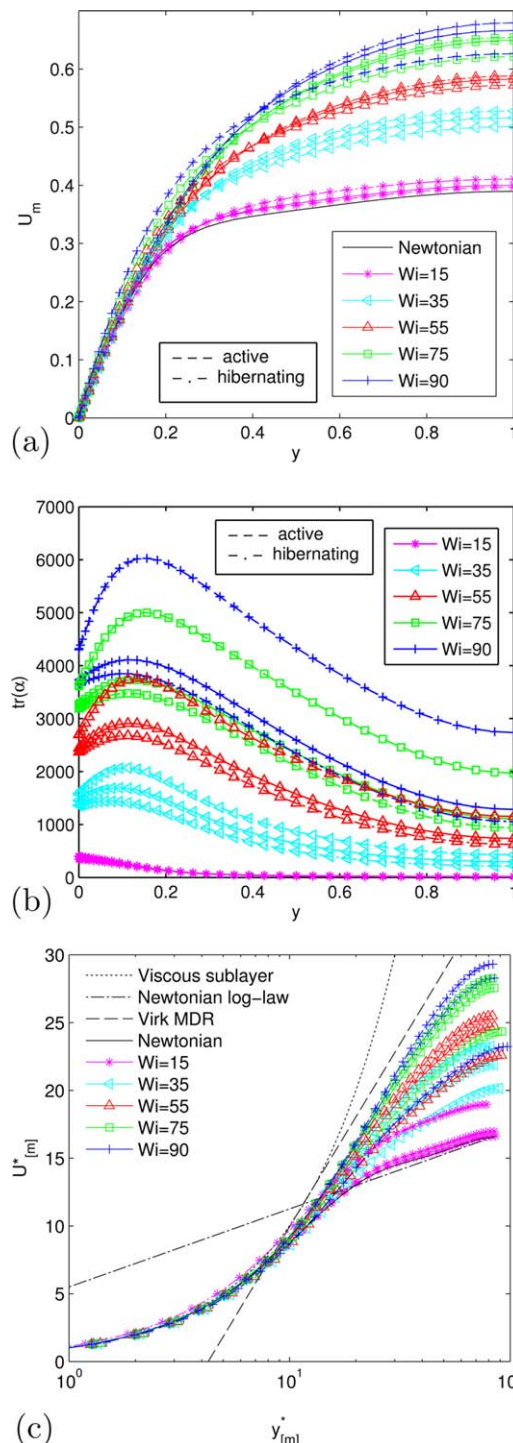 0.6
0.5
0.4
0.3
0.2
0.1
0
U_m
Newtonian
Wi=15
Wi=35
Wi=55
Wi=75
Wi=90
active
hibernating
0 0.2 0.4 0.6 0.8 1
y
(a)
7000
6000
5000
4000
3000
2000
1000
0
tr(α)
active
hibernating
Wi=15
Wi=35
Wi=55
Wi=75
Wi=90
0 0.2 0.4 0.6 0.8 1
y
(b)
30
25
20
15
10
5
0
U*[m]
Viscous sublayer
Newtonian log-law
Virk MDR
Newtonian
Wi=15
Wi=35
Wi=55
Wi=75
Wi=90
10^0 10^1 10
y*[m]
(c)